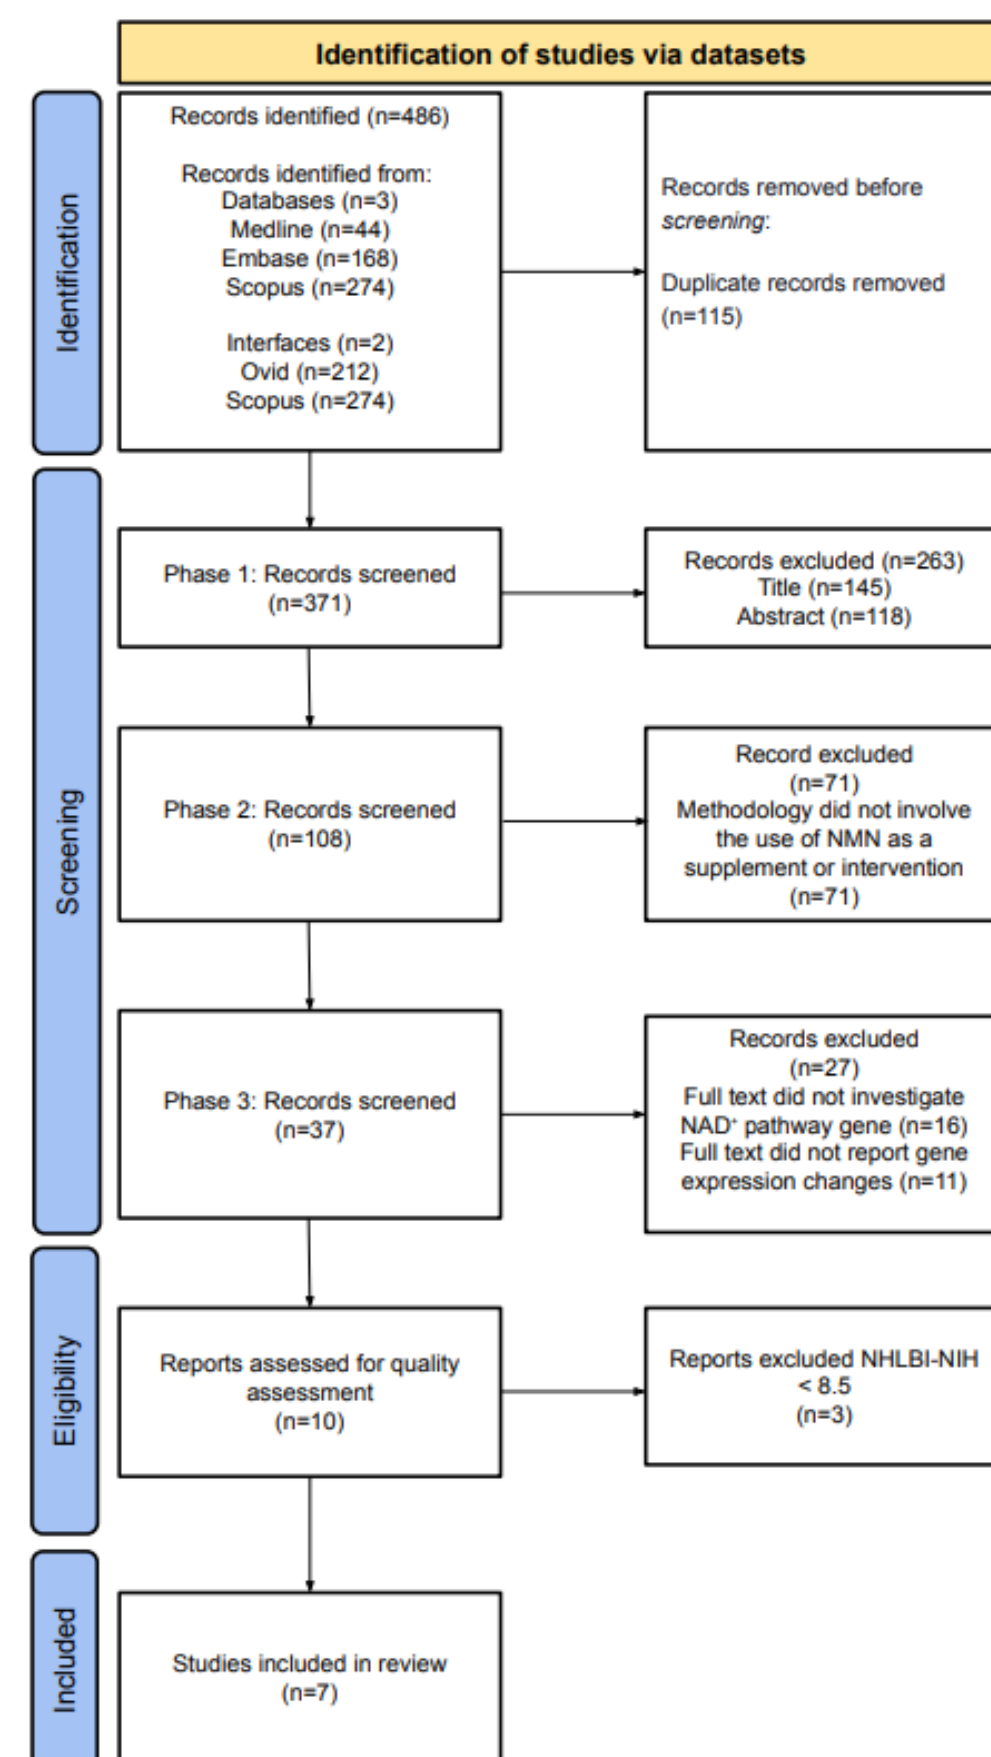 Identification of studies via datasets
Identification
Records identified (n=486)
Records identified from:
Databases (n=3)
Medline (n=44)
Embase (n=168)
Scopus (n=274)
Interfaces (n=2)
Ovid (n=212)
Scopus (n=274)
Records removed before
screening:
Duplicate records removed
(n=115)
Screening
Phase 1: Records screened
(n=371)
Records excluded (n=263)
Title (n=145)
Abstract (n=118)
Phase 2: Records screened
(n=108)
Record excluded
(n=71)
Methodology did not involve
the use of NMN as a
supplement or intervention
(n=71)
Phase 3: Records screened
(n=37)
Records excluded
(n=27)
Full text did not investigate
NAD⁺ pathway gene (n=16)
Full text did not report gene
expression changes (n=11)
Eligibility
Reports assessed for quality
assessment
(n=10)
Reports excluded NHLBI-NIH
< 8.5
(n=3)
Included
Studies included in review
(n=7)